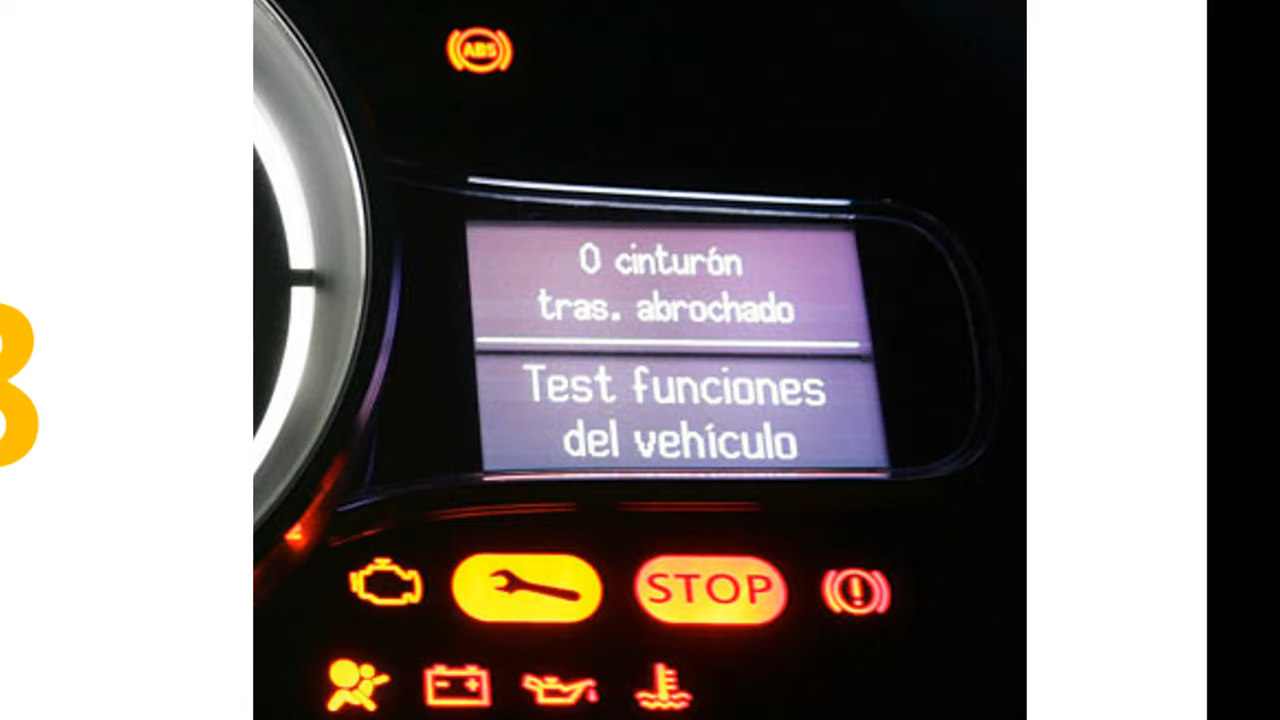 ABS
0 cinturón
tras. abrochado
Test funciones
del vehículo
STOP